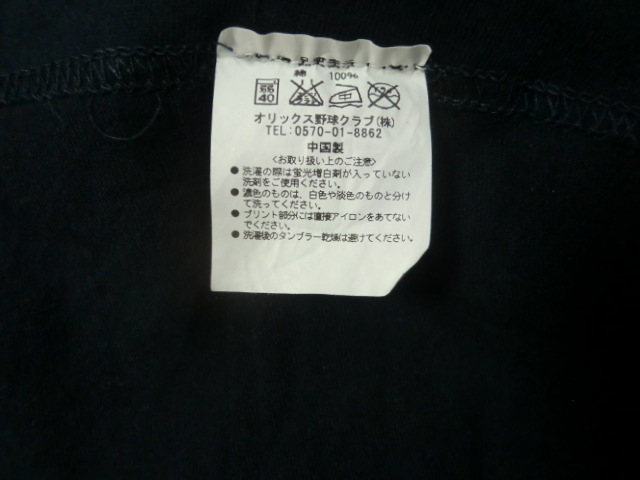 綿 100%
弱 40
オリックス野球クラブ(株)
TEL:0570-01-8862
中国製
〈お取り扱い上のご注意〉
●洗濯の際は蛍光増白剤が入っていない
洗剤をご使用ください。
●濃色のものは、白色や淡色のものと分け
て洗ってください。
●プリント部分には直接アイロンをあてない
でください。
●洗濯後のタンブラー乾燥は避けてください。